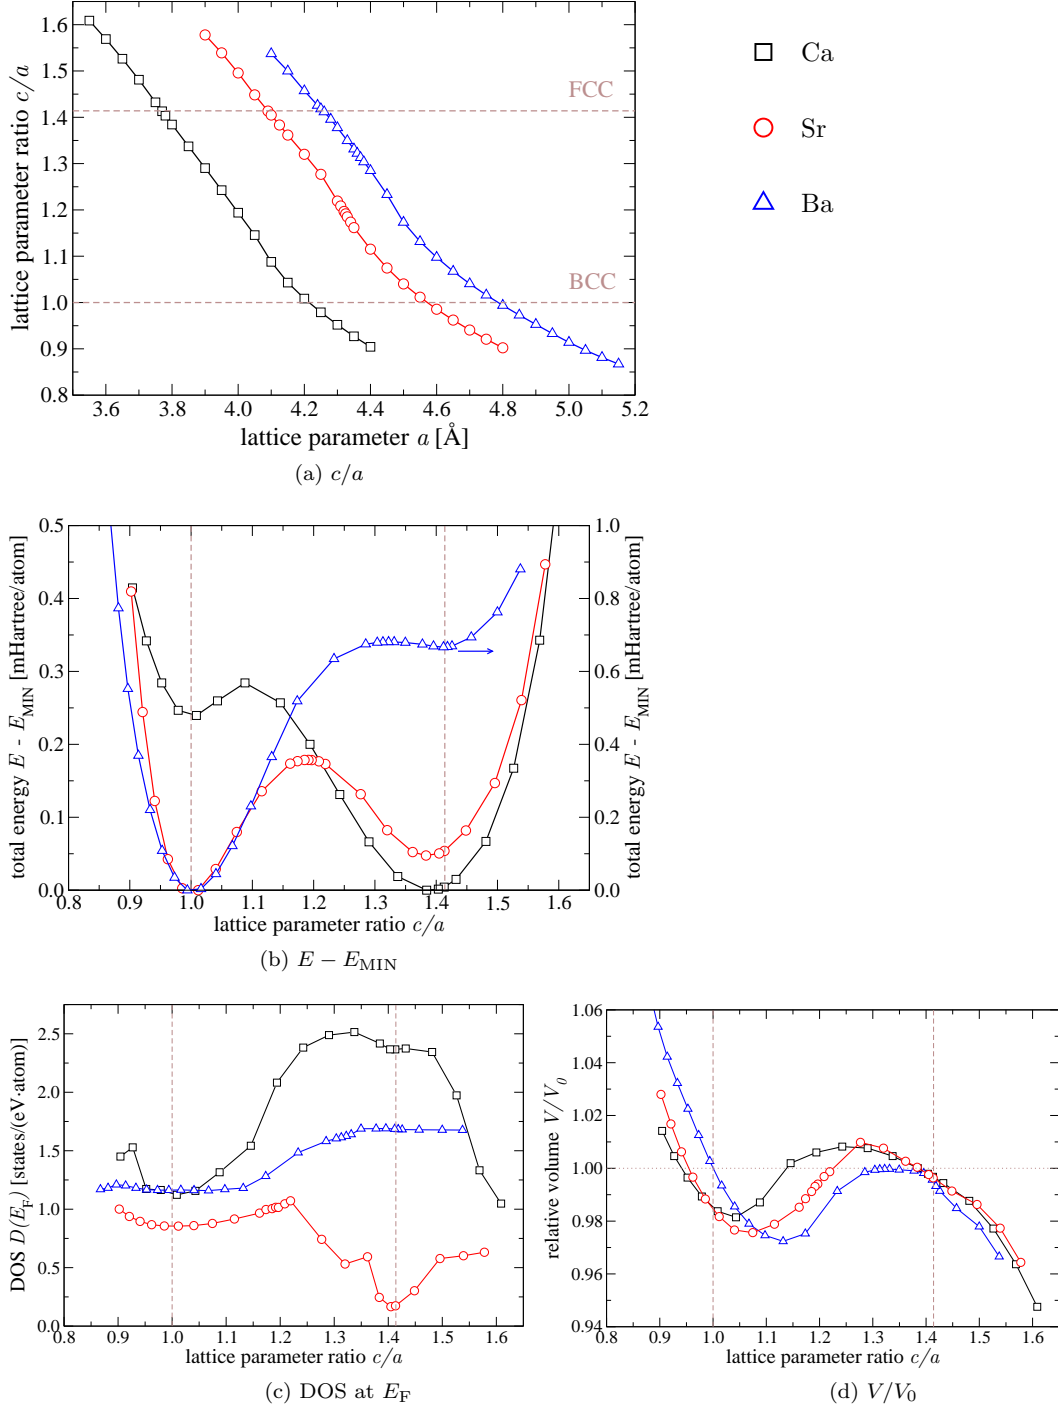 lattice parameter ratio c/a
1.6
1.5
1.4
1.3
1.2
1.1
1.0
0.9
0.8
FCC
BCC
3.6 3.8 4.0 4.2 4.4 4.6 4.8 5.0 5.2
lattice parameter a [Å]
(a) c/a
Ca
Sr
Ba
total energy E - E_MIN [mHartree/atom]
0.5
0.4
0.3
0.2
0.1
0.0
1.0
0.8
0.6
0.4
0.2
0.0
total energy E - E_MIN [mHartree/atom]
0.8 0.9 1.0 1.1 1.2 1.3 1.4 1.5 1.6
lattice parameter ratio c/a
(b) E − E_MIN
DOS D(E_F) [states/(eV·atom)]
2.5
2.0
1.5
1.0
0.5
0.0
0.8 0.9 1.0 1.1 1.2 1.3 1.4 1.5 1.6
lattice parameter ratio c/a
(c) DOS at E_F
relative volume V/V_0
1.06
1.04
1.02
1.00
0.98
0.96
0.94
0.9 1.0 1.1 1.2 1.3 1.4 1.5 1.6
lattice parameter ratio c/a
(d) V/V_0